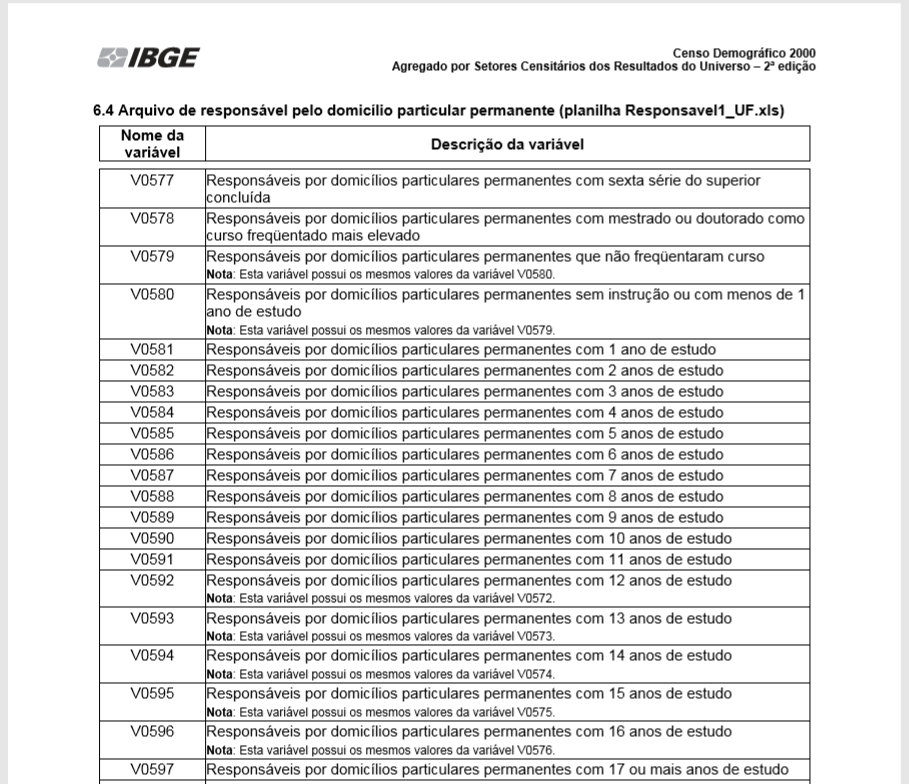 IBGE
Censo Demográfico 2000
Agregado por Setores Censitários dos Resultados do Universo – 2ª edição
6.4 Arquivo de responsável pelo domicílio particular permanente (planilha Responsavel1_UF.xls)
Nome da variável Descrição da variável
V0577 Responsáveis por domicílios particulares permanentes com sexta série do superior
concluída
V0578 Responsáveis por domicílios particulares permanentes com mestrado ou doutorado como
curso freqüentado mais elevado
V0579 Responsáveis por domicílios particulares permanentes que não freqüentaram curso
Nota: Esta variável possui os mesmos valores da variável V0580.
V0580 Responsáveis por domicílios particulares permanentes sem instrução ou com menos de 1
ano de estudo
Nota: Esta variável possui os mesmos valores da variável V0579.
V0581 Responsáveis por domicílios particulares permanentes com 1 ano de estudo
V0582 Responsáveis por domicílios particulares permanentes com 2 anos de estudo
V0583 Responsáveis por domicílios particulares permanentes com 3 anos de estudo
V0584 Responsáveis por domicílios particulares permanentes com 4 anos de estudo
V0585 Responsáveis por domicílios particulares permanentes com 5 anos de estudo
V0586 Responsáveis por domicílios particulares permanentes com 6 anos de estudo
V0587 Responsáveis por domicílios particulares permanentes com 7 anos de estudo
V0588 Responsáveis por domicílios particulares permanentes com 8 anos de estudo
V0589 Responsáveis por domicílios particulares permanentes com 9 anos de estudo
V0590 Responsáveis por domicílios particulares permanentes com 10 anos de estudo
V0591 Responsáveis por domicílios particulares permanentes com 11 anos de estudo
V0592 Responsáveis por domicílios particulares permanentes com 12 anos de estudo
Nota: Esta variável possui os mesmos valores da variável V0572.
V0593 Responsáveis por domicílios particulares permanentes com 13 anos de estudo
Nota: Esta variável possui os mesmos valores da variável V0573.
V0594 Responsáveis por domicílios particulares permanentes com 14 anos de estudo
Nota: Esta variável possui os mesmos valores da variável V0574.
V0595 Responsáveis por domicílios particulares permanentes com 15 anos de estudo
Nota: Esta variável possui os mesmos valores da variável V0575.
V0596 Responsáveis por domicílios particulares permanentes com 16 anos de estudo
Nota: Esta variável possui os mesmos valores da variável V0576.
V0597 Responsáveis por domicílios particulares permanentes com 17 ou mais anos de estudo